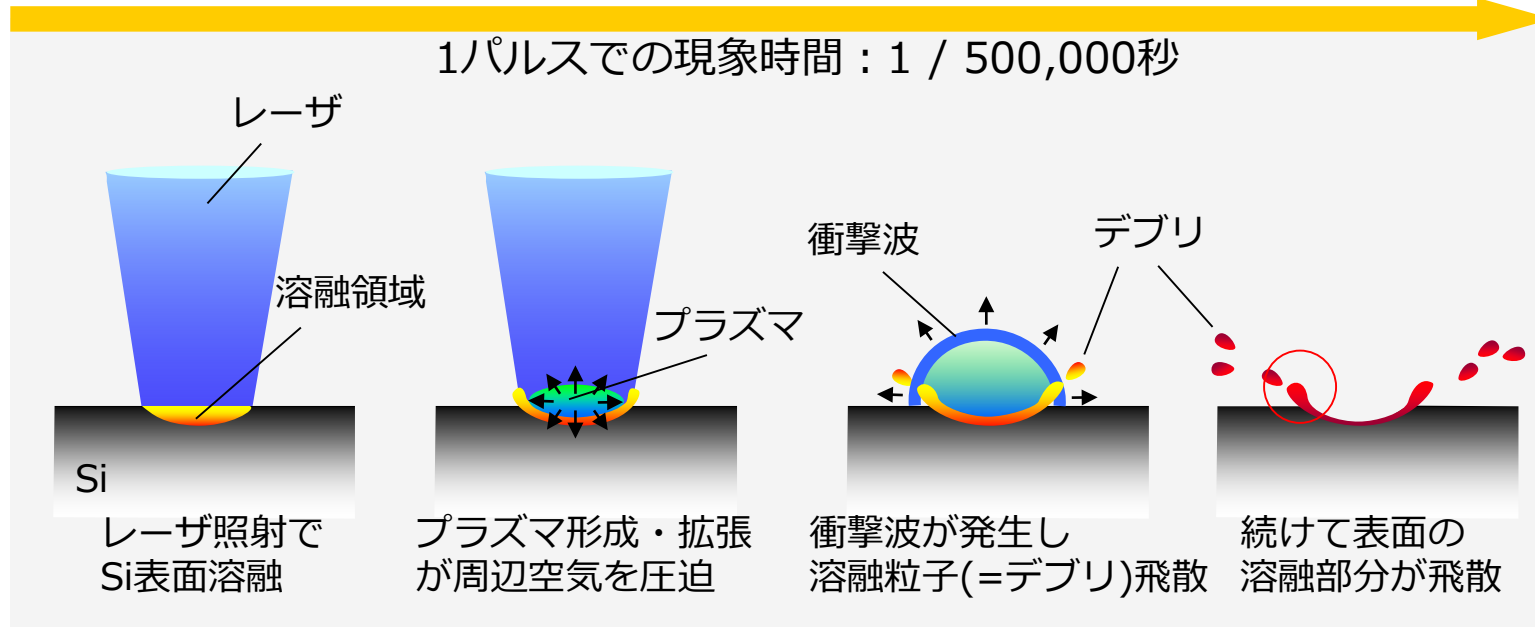 1パルスでの現象時間：1 / 500,000秒
レーザ
溶融領域
Si
レーザ照射で
Si表面溶融
プラズマ
プラズマ形成・拡張
が周辺空気を圧迫
衝撃波
デブリ
衝撃波が発生し
溶融粒子(=デブリ)飛散
続けて表面の
溶融部分が飛散